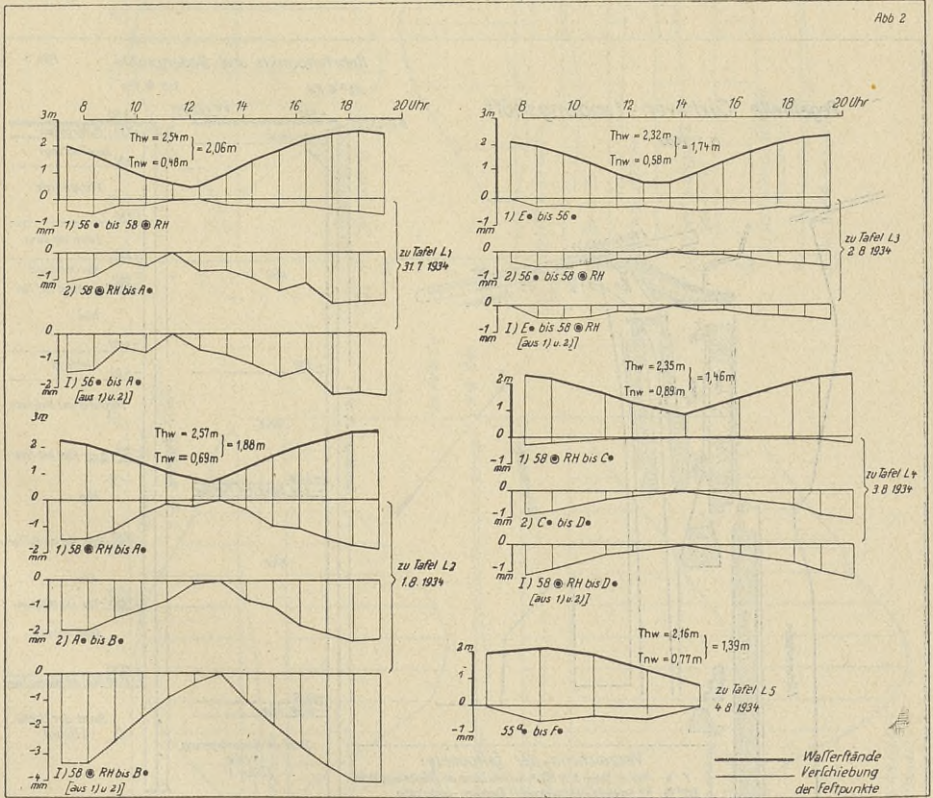 Abb 2
8 10 12 14 16 18 20 Uhr
3m
2
1
0
-1
mm
Thw = 2,54m
Tnw = 0,48m
} = 2,06m
1) 56 bis 58 RH
0
-1
mm
2) 58 RH bis A
0
-1
-2
mm
I) 56 bis A
[aus 1) u. 2)]
zu Tafel L1
31.7 1934
3m
2
1
0
-1
-2
mm
Thw = 2,57m
Tnw = 0,69m
} = 1,88m
1) 58 RH bis A
0
-1
-2
mm
2) A bis B
0
-1
-2
-3
-4
mm
I) 58 RH bis B
[aus 1) u 2)]
zu Tafel L2
1.8. 1934
8 10 12 14 16 18 20 Uhr
3m
2
1
0
-1
mm
Thw = 2,32m
Tnw = 0,58m
} = 1,74m
1) E bis 56
0
-1
mm
2) 56 bis 58 RH
0
-1
mm
I) E bis 58 RH
[aus 1) u. 2)]
zu Tafel L3
2 8 1934
2m
1
0
-1
mm
Thw = 2,35m
Tnw = 0,89m
} = 1,46m
1) 58 RH bis C
0
-1
mm
2) C bis D
0
-1
mm
I) 58 RH bis D
[aus 1) u. 2)]
zu Tafel L4
3 8 1934
2m
1
0
-1
mm
Thw = 2,16m
Tnw = 0,77m
} = 1,39m
55a bis F
zu Tafel L5
4 8 1934
Waſſerſtände
Verſchiebung
der Feſtpunkte